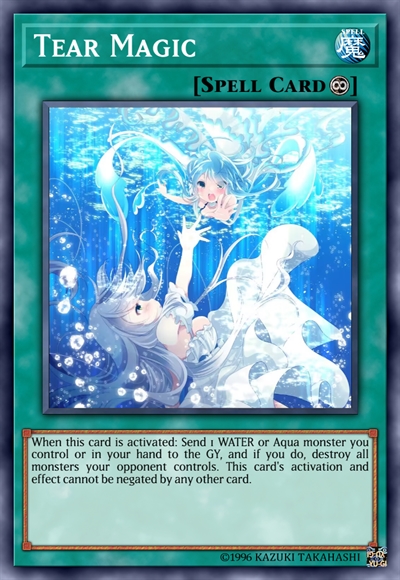 TEAR MAGIC
SPELL
魔
[SPELL CARD]
When this card is activated: Send 1 WATER or Aqua monster you
control or in your hand to the GY, and if you do, destroy all
monsters your opponent controls. This card's activation and
effect cannot be negated by any other card.
©1996 KAZUKI TAKAHASHI